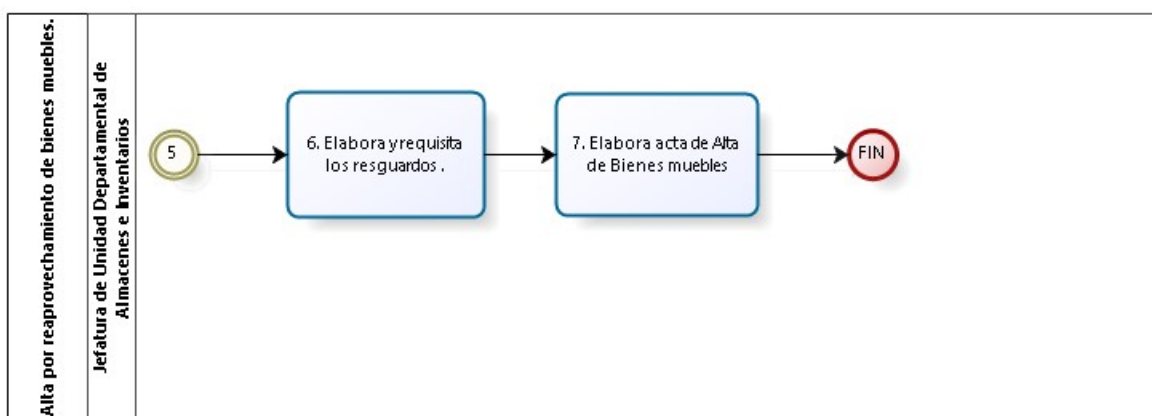 Alta por reaprovechamiento de bienes muebles.
Jefatura de Unidad Departamental de
Almacenes e Inventarios
5
6. Elabora y requisita
los resguardos .
7. Elabora acta de Alta
de Bienes muebles
FIN